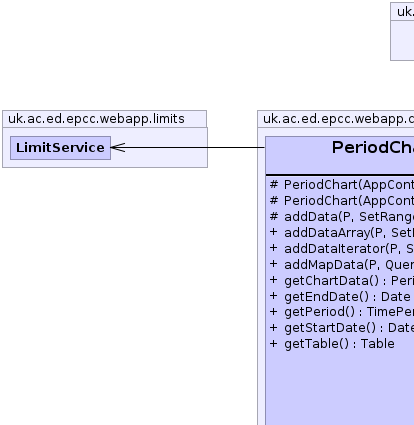 uk.
uk.ac.ed.epcc.webapp.limits
LimitService
uk.ac.ed.epcc.webapp.c
PeriodCha
# PeriodChart(AppCont
# PeriodChart(AppCont
# addData(P, SetRange
+ addDataArray(P, SetR
+ addDataIterator(P, S
+ addMapData(P, Quer
+ getChartData() : Peri
+ getEndDate() : Date
+ getPeriod() : TimePer
+ getStartDate() : Date
+ getTable() : Table